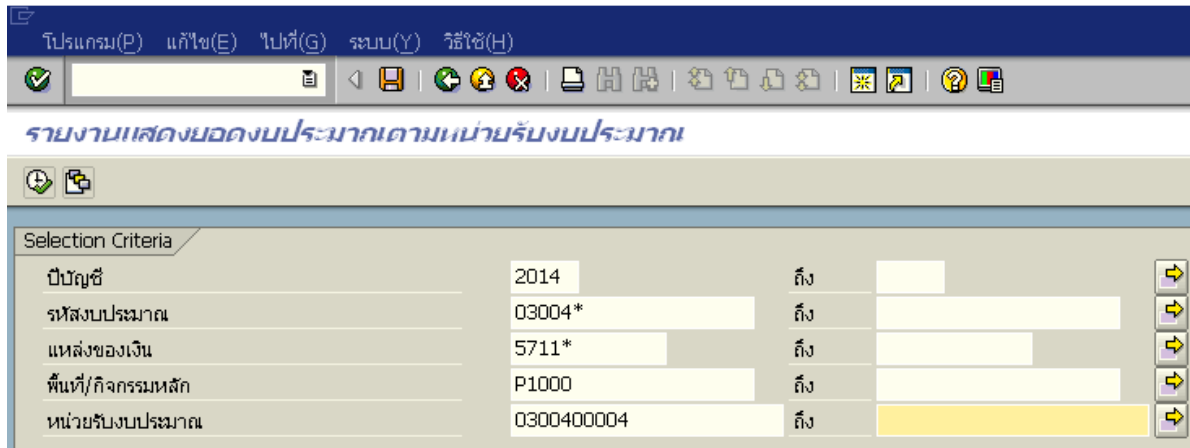 โปรแกรม(P) แก้ไข(E) ไปที่(G) ระบบ(Y) วิธีใช้(H)
รายงานแสดงยอดงบประมาณตามหน่วยรับงบประมาณ
Selection Criteria
ปีบัญชี 2014 ถึง
รหัสงบประมาณ 03004* ถึง
แหล่งของเงิน 5711* ถึง
พื้นที่/กิจกรรมหลัก P1000 ถึง
หน่วยรับงบประมาณ 0300400004 ถึง